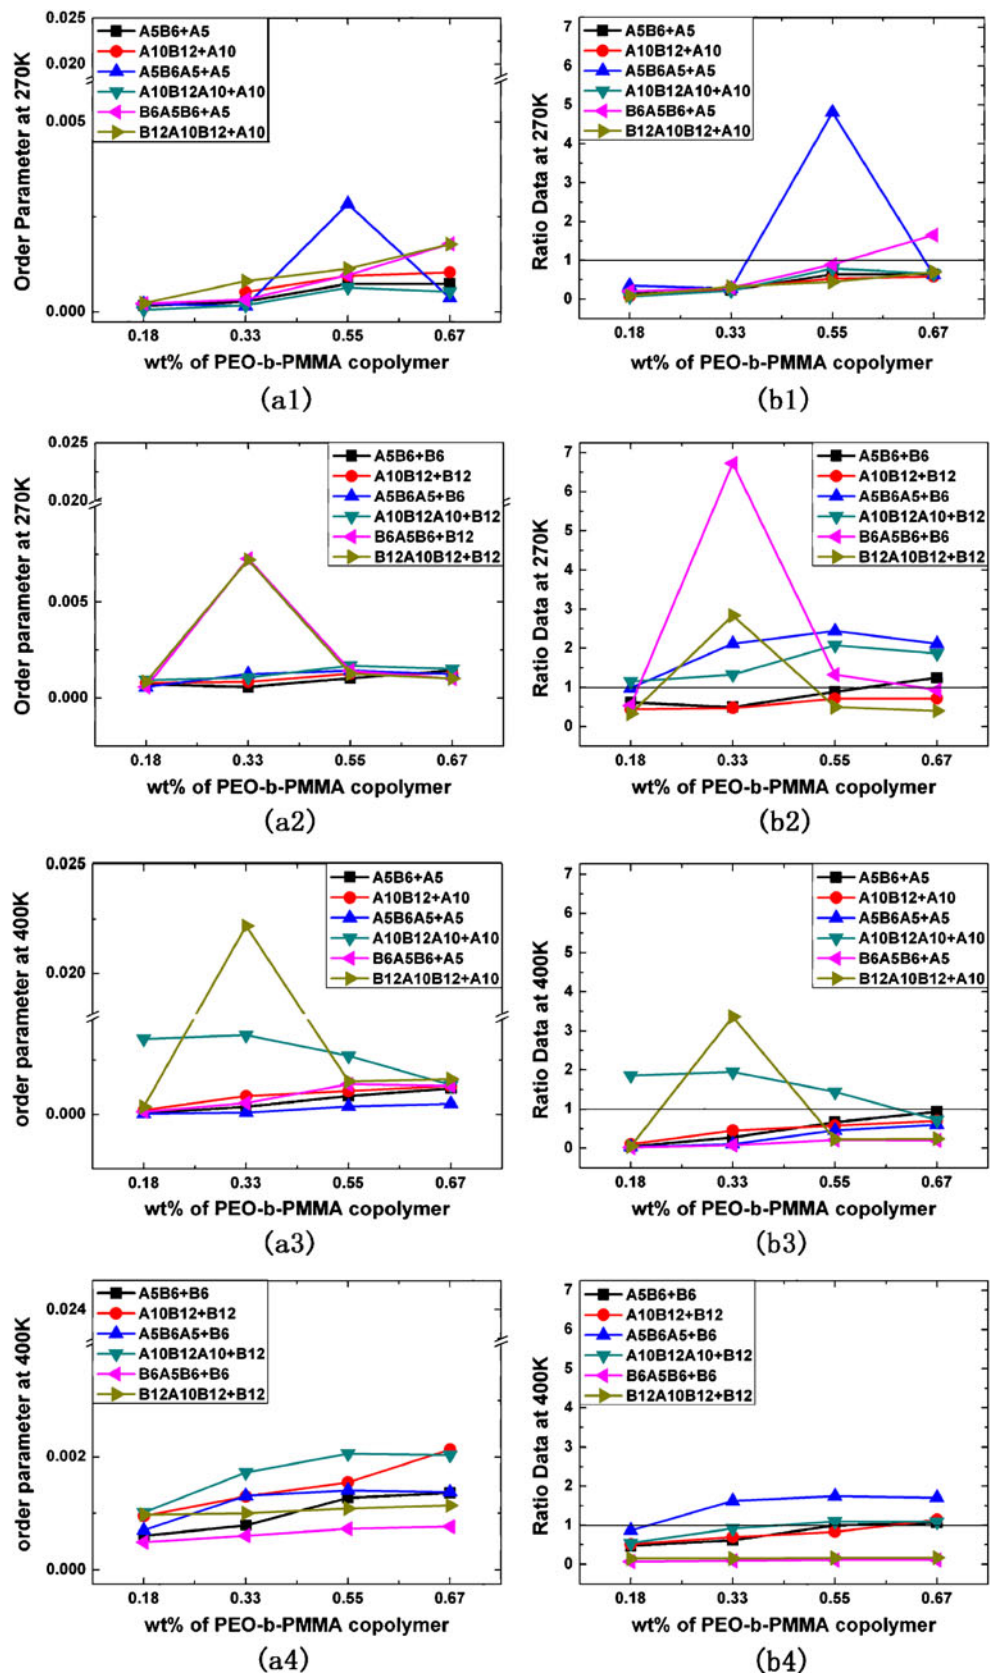 Order Parameter at 270K
0.025
0.020
0.005
0.000
A5B6+A5
A10B12+A10
A5B6A5+A5
A10B12A10+A10
B6A5B6+A5
B12A10B12+A10
0.18 0.33 0.55 0.67
wt% of PEO-b-PMMA copolymer
(a1)
Ratio Data at 270K
7
6
5
4
3
2
1
0
A5B6+A5
A10B12+A10
A5B6A5+A5
A10B12A10+A10
B6A5B6+A5
B12A10B12+A10
0.18 0.33 0.55 0.67
wt% of PEO-b-PMMA copolymer
(b1)
Order parameter at 270K
0.025
0.020
0.005
0.000
A5B6+B6
A10B12+B12
A5B6A5+B6
A10B12A10+B12
B6A5B6+B12
B12A10B12+B12
0.18 0.33 0.55 0.67
wt% of PEO-b-PMMA copolymer
(a2)
Ratio Data at 270K
7
6
5
4
3
2
1
0
A5B6+B6
A10B12+B12
A5B6A5+B6
A10B12A10+B12
B6A5B6+B6
B12A10B12+B12
0.18 0.33 0.55 0.67
wt% of PEO-b-PMMA copolymer
(b2)
order parameter at 400K
0.025
0.020
0.000
A5B6+A5
A10B12+A10
A5B6A5+A5
A10B12A10+A10
B6A5B6+A5
B12A10B12+A10
0.18 0.33 0.55 0.67
wt% of PEO-b-PMMA copolymer
(a3)
Ratio Data at 400K
7
6
5
4
3
2
1
0
A5B6+A5
A10B12+A10
A5B6A5+A5
A10B12A10+A10
B6A5B6+A5
B12A10B12+A10
0.18 0.33 0.55 0.67
wt% of PEO-b-PMMA copolymer
(b3)
order parameter at 400K
0.024
0.002
0.000
A5B6+B6
A10B12+B12
A5B6A5+B6
A10B12A10+B12
B6A5B6+B6
B12A10B12+B12
0.18 0.33 0.55 0.67
wt% of PEO-b-PMMA copolymer
(a4)
Ratio Data at 400K
7
6
5
4
3
2
1
0
A5B6+B6
A10B12+B12
A5B6A5+B6
A10B12A10+B12
B6A5B6+B6
B12A10B12+B12
0.18 0.33 0.55 0.67
wt% of PEO-b-PMMA copolymer
(b4)